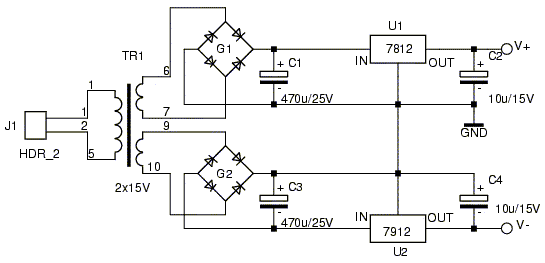 U1
TR1
6
G1
7812
V+
+
C1
IN
OUT
+
C2
1
-
-
7
470u/25V
10u/15V
J1
1
2
9
GND
HDR_2
5
10
G2
+
C3
+
C4
2x15V
-
IN
OUT
-
10u/15V
470u/25V
7912
V-
U2